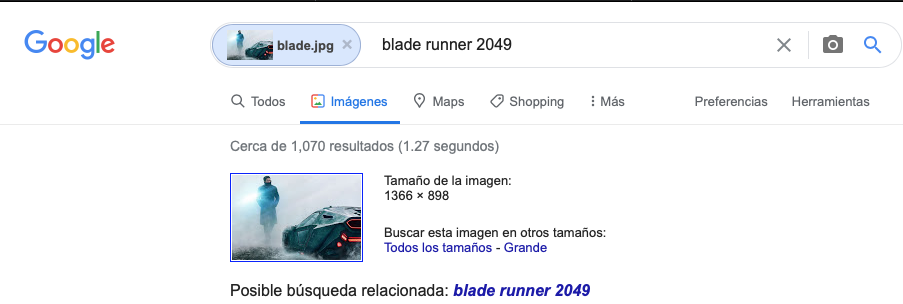 Google blade.jpg × blade runner 2049
Todos Imágenes Maps Shopping Más Preferencias Herramientas
Cerca de 1,070 resultados (1.27 segundos)
Tamaño de la imagen:
1366 × 898
Buscar esta imagen en otros tamaños:
Todos los tamaños - Grande
Posible búsqueda relacionada: blade runner 2049